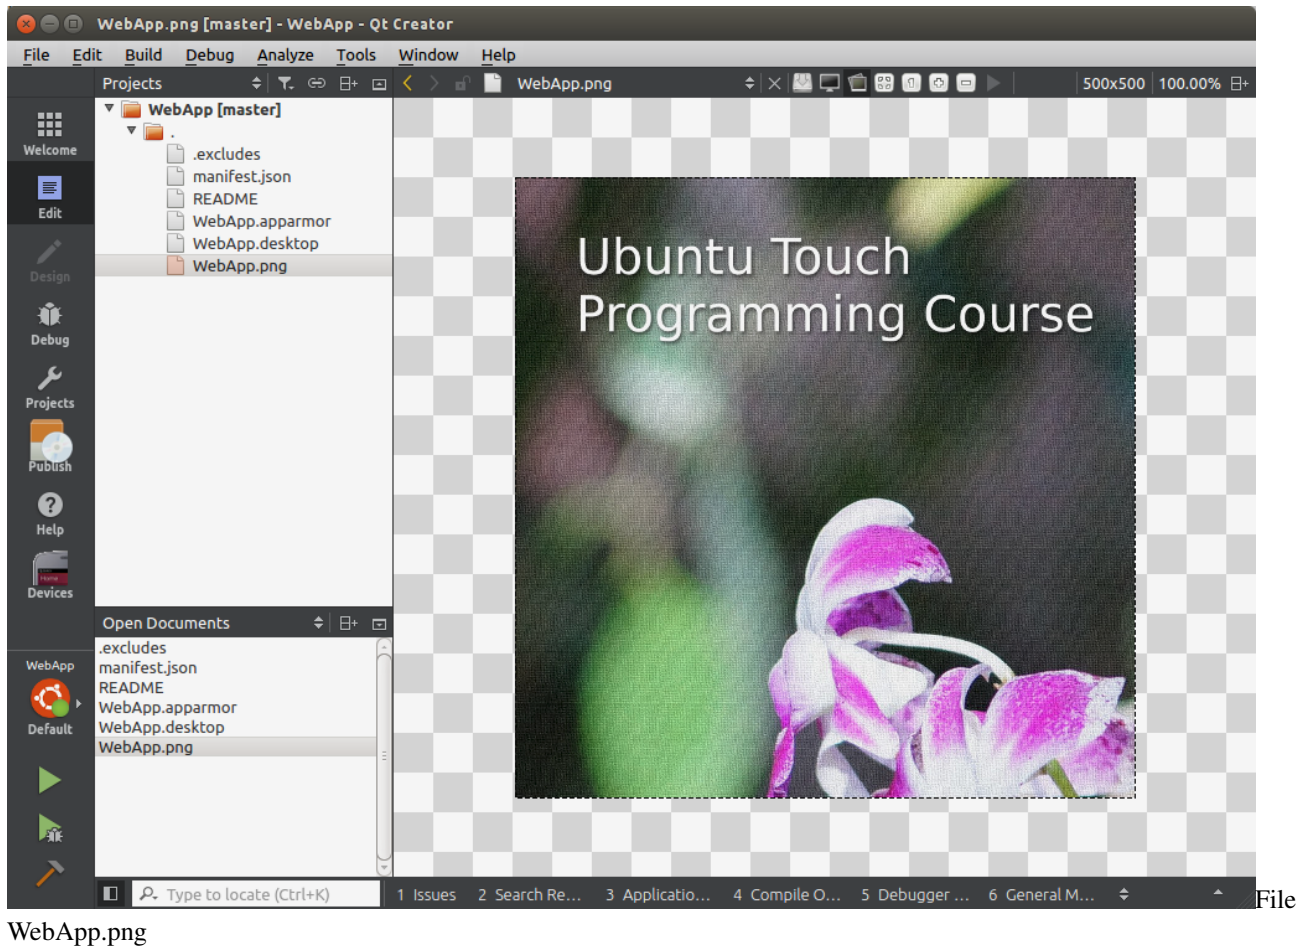 WebApp.png [master] - WebApp - Qt Creator
File Edit Build Debug Analyze Tools Window Help
Projects
WebApp.png
500x500 100.00%
Welcome
Edit
Design
Debug
Projects
Publish
Help
Devices
WebApp
Default
WebApp [master]
.
.excludes
manifest.json
README
WebApp.apparmor
WebApp.desktop
WebApp.png
Ubuntu Touch
Programming Course
Open Documents
.excludes
manifest.json
README
WebApp.apparmor
WebApp.desktop
WebApp.png
Type to locate (Ctrl+K)
1 Issues 2 Search Re... 3 Applicatio... 4 Compile O... 5 Debugger ... 6 General M...
File
WebApp.png